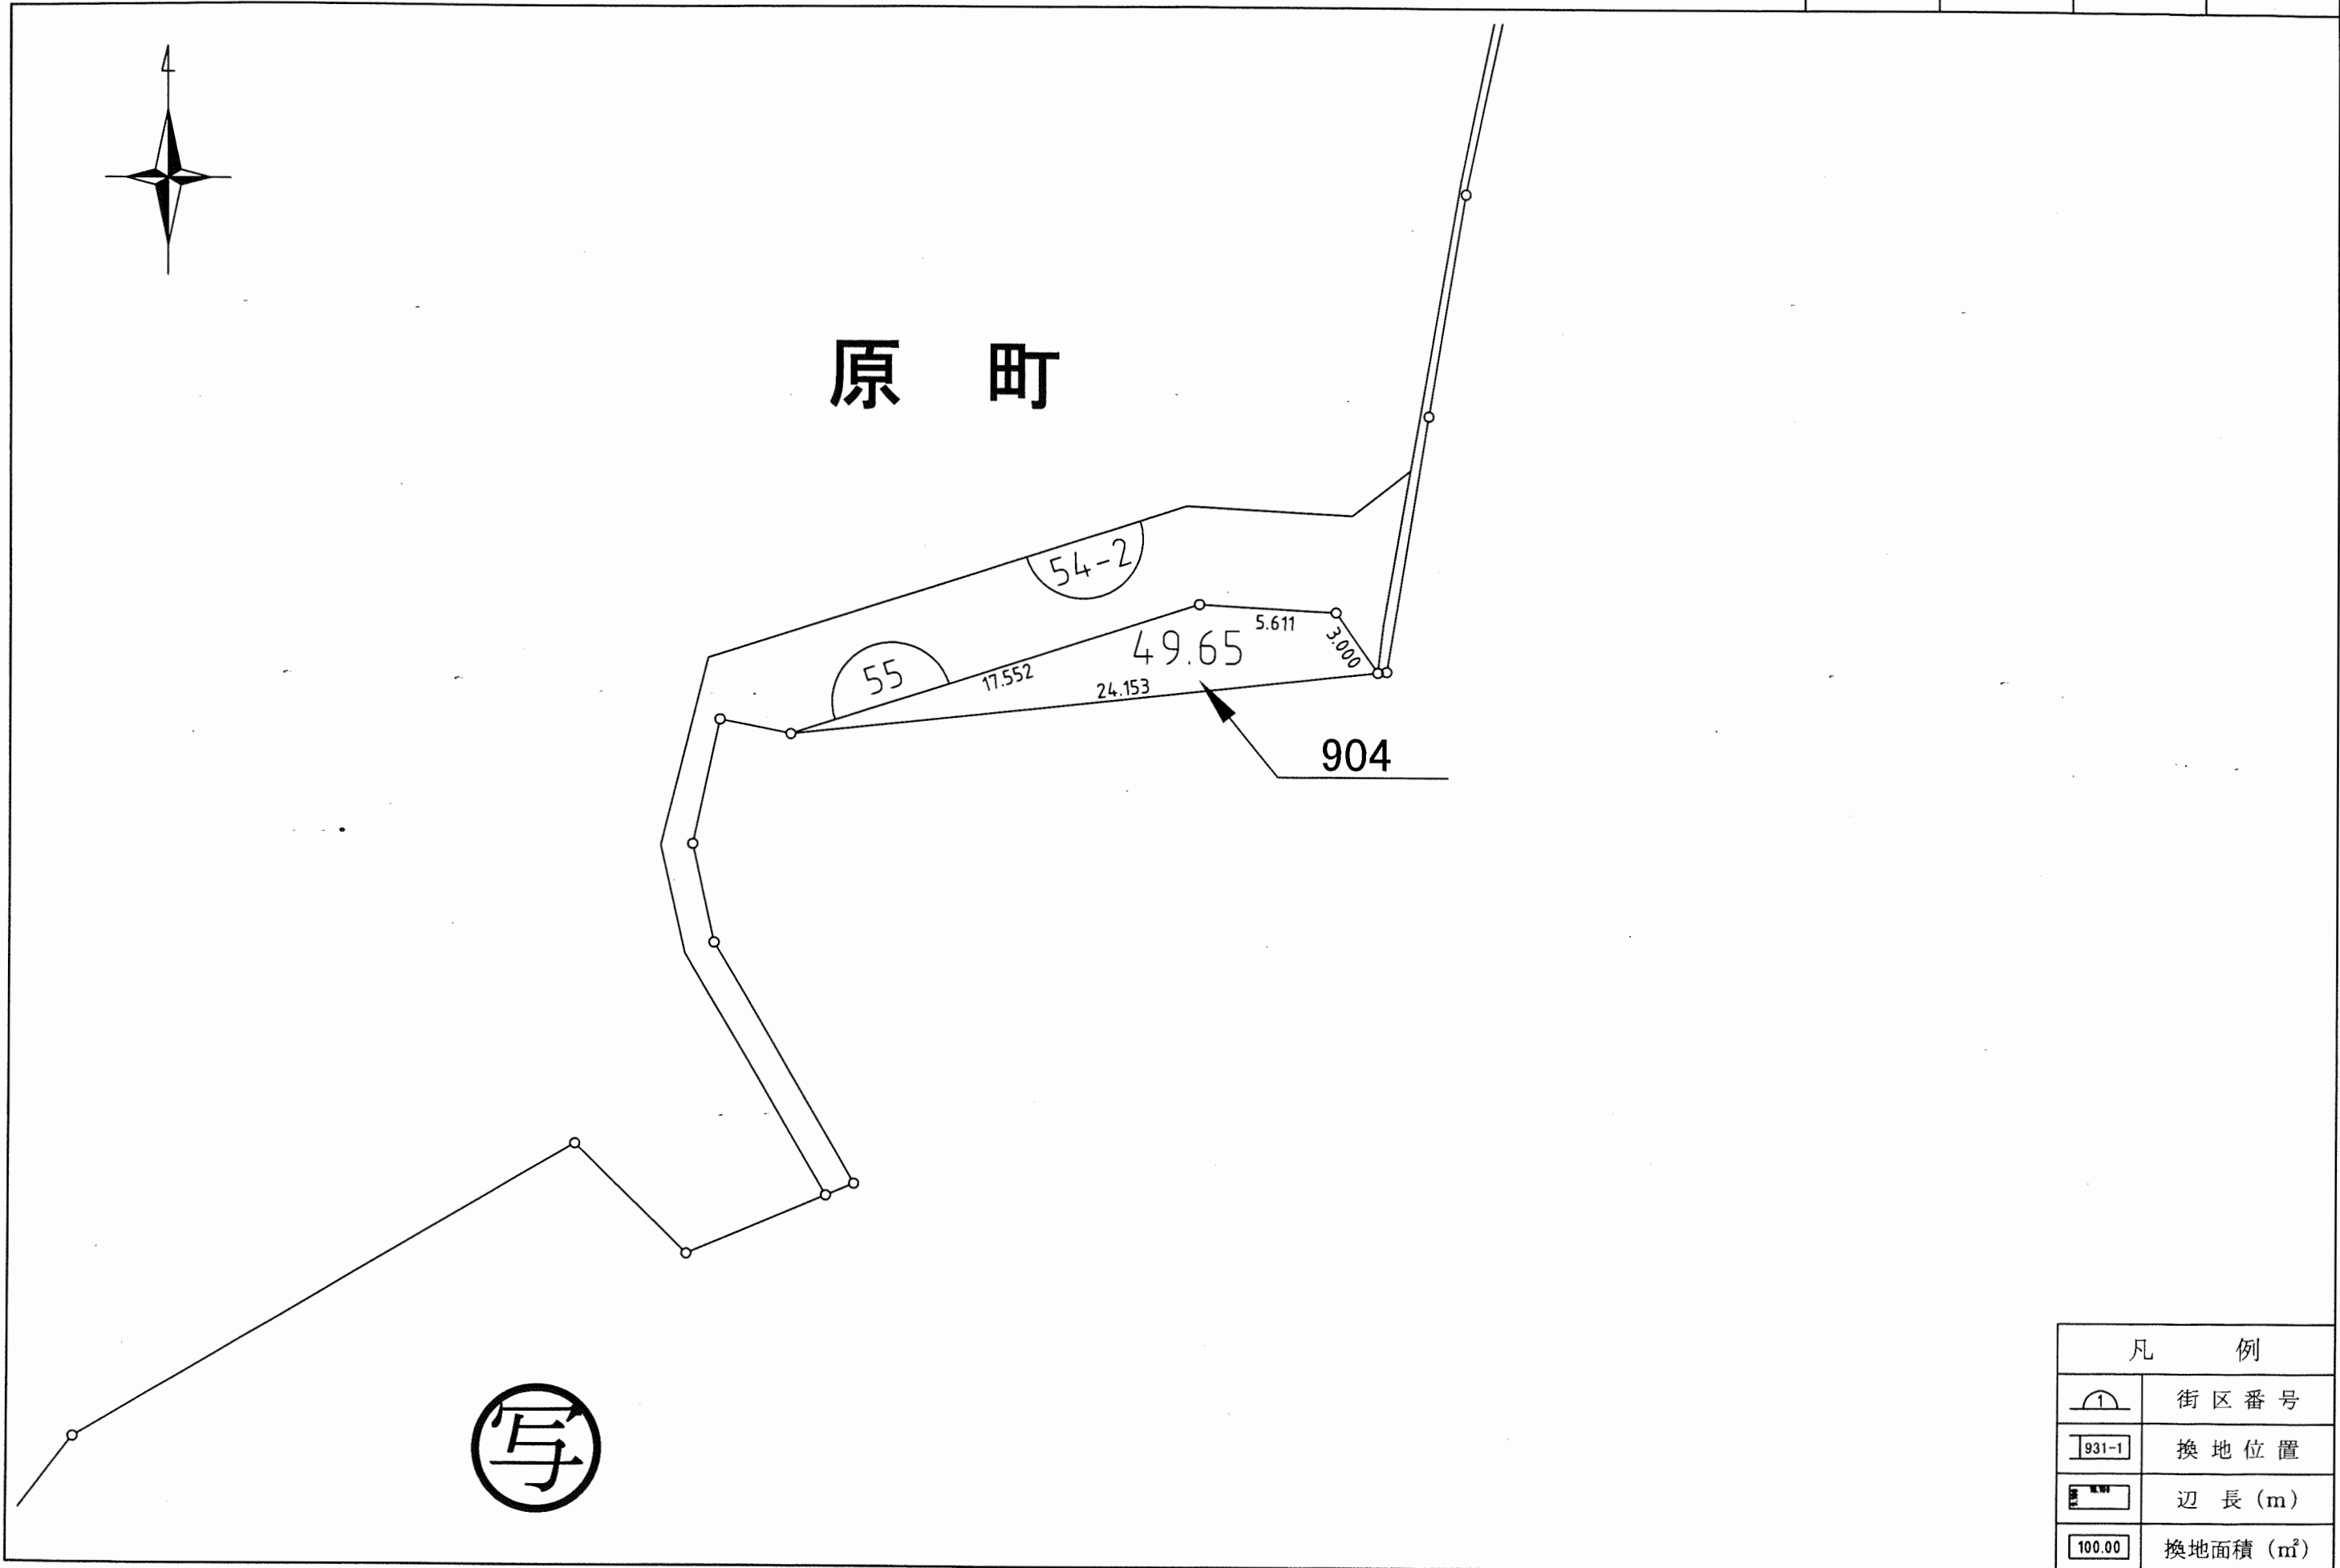 原 町
54-2
55
49.65
5.611
3.000
17.552
24.153
904
写
凡 例
1 街区番号
931-1 換地位置
辺 長 (m)
100.00 換地面積 (㎡)